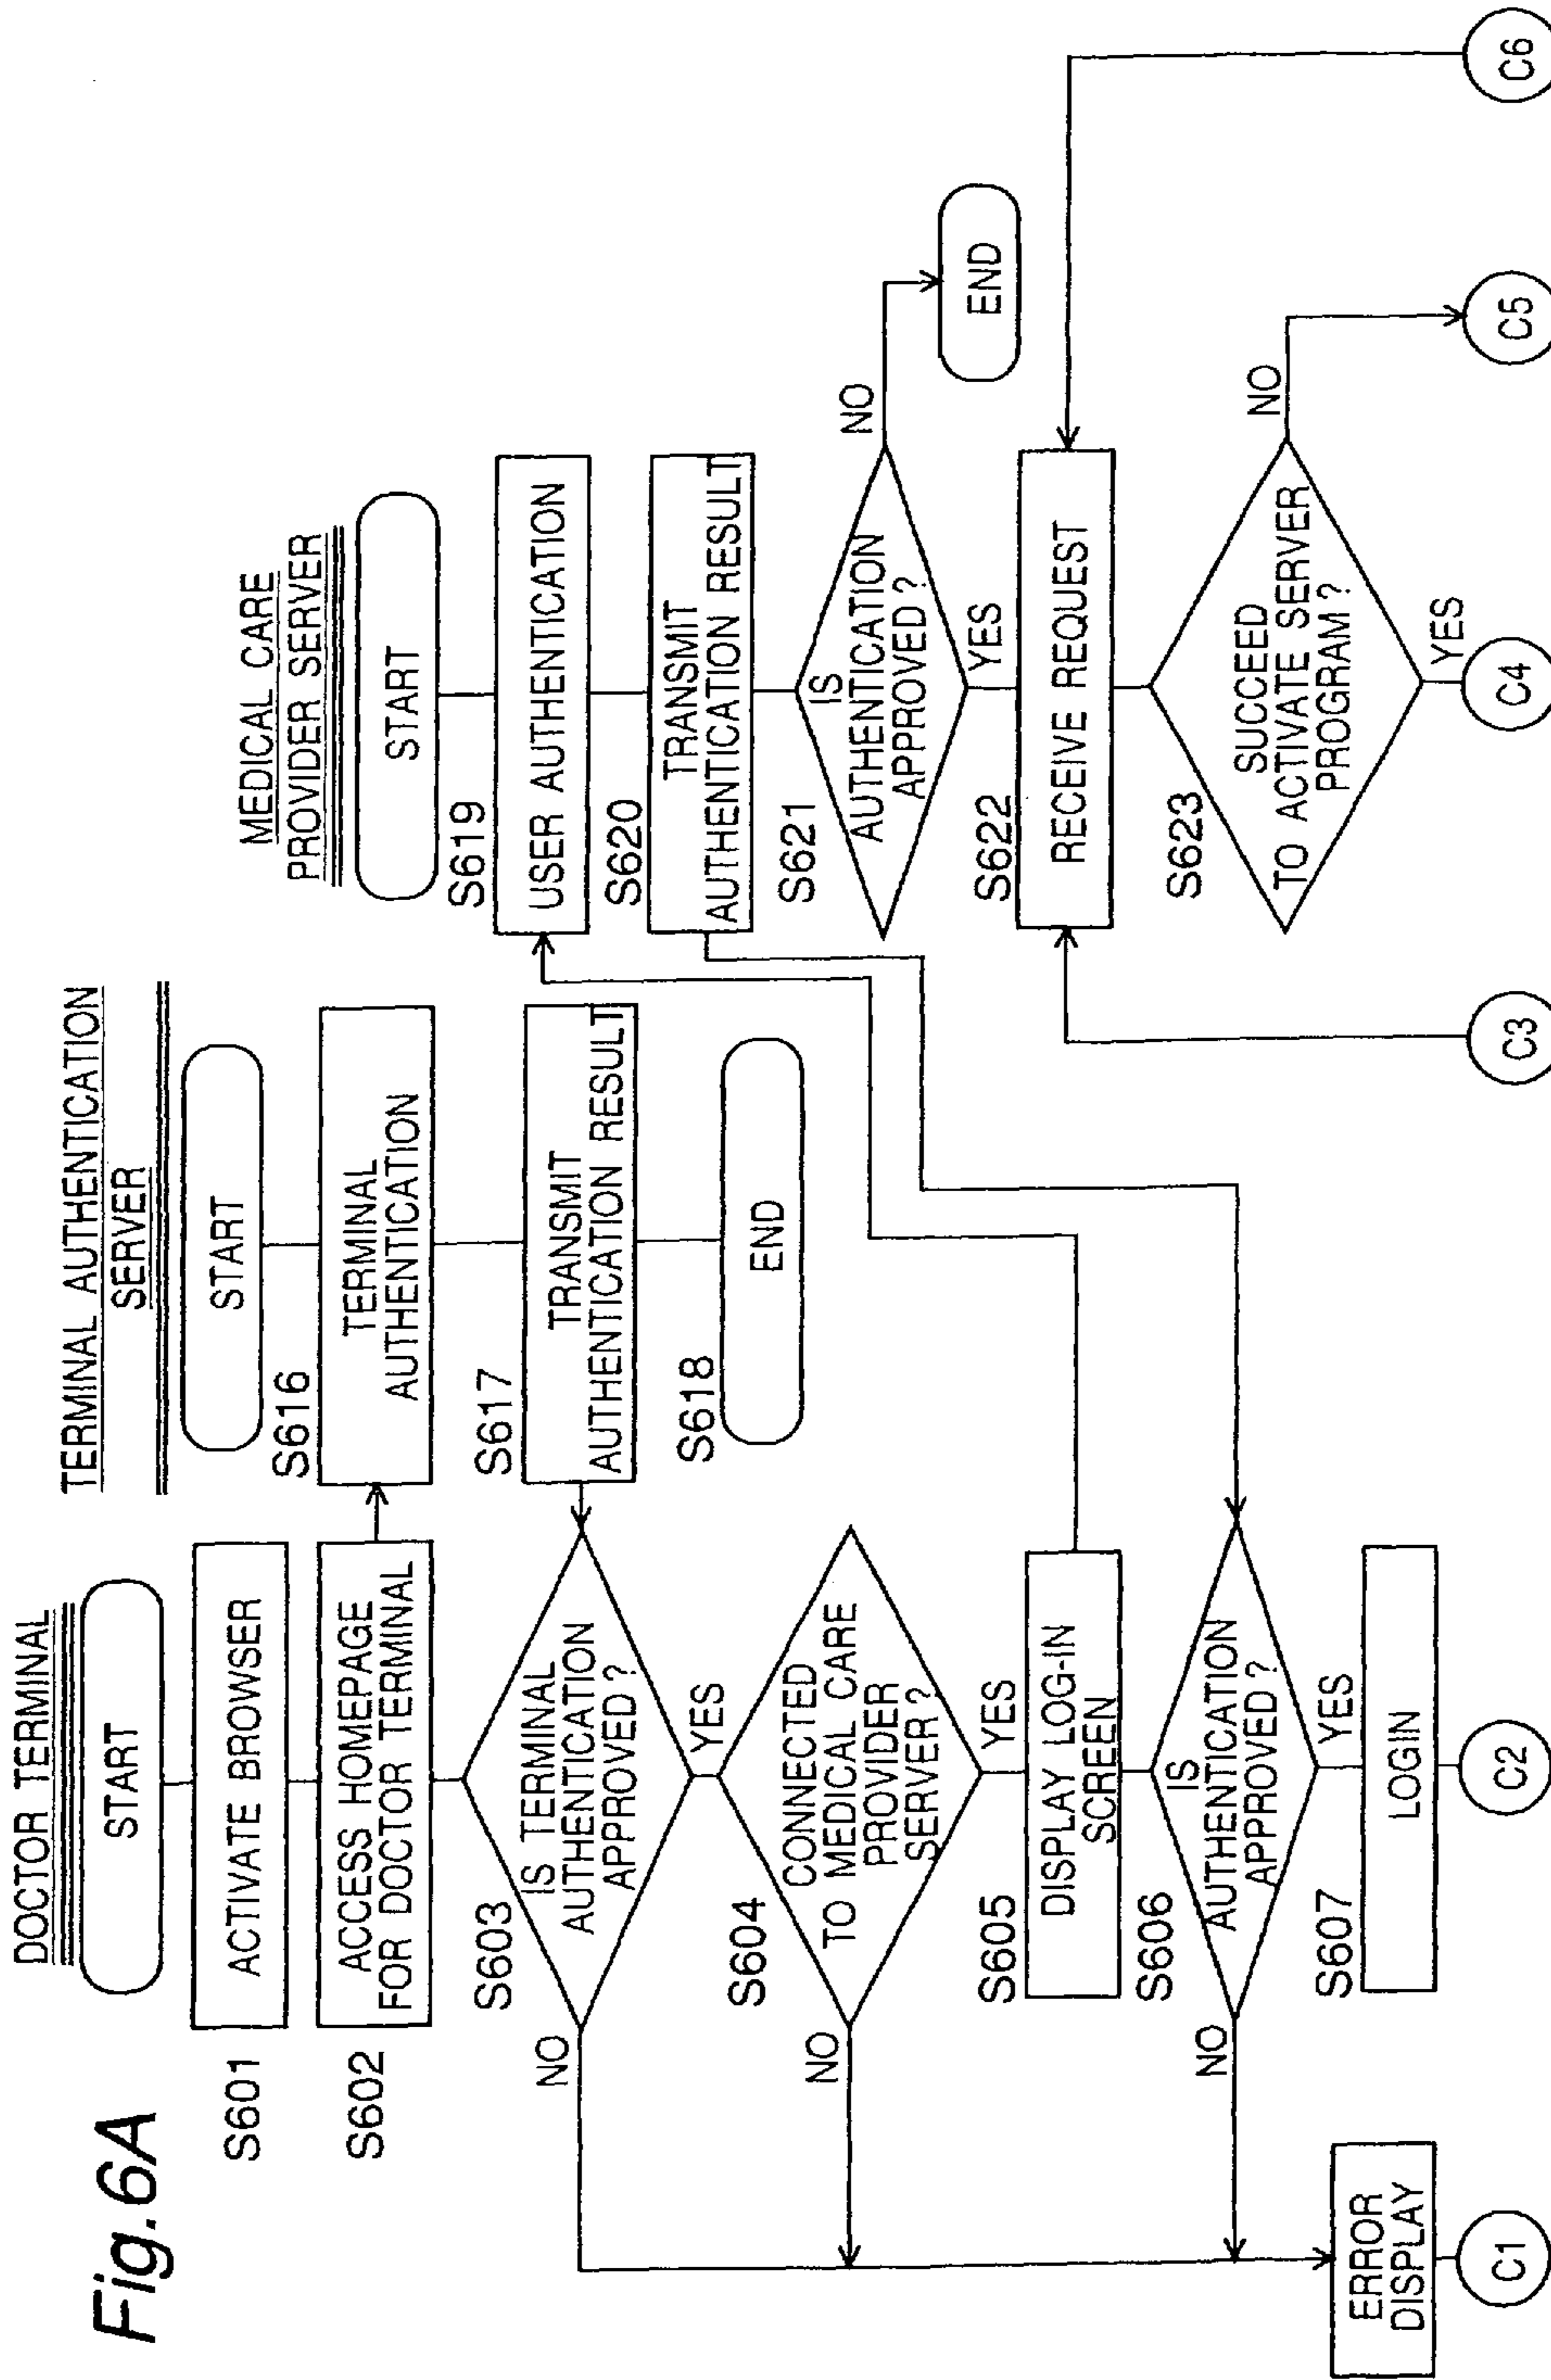 Fig.6A
DOCTOR TERMINAL
START
S601
ACTIVATE BROWSER
S602
ACCESS HOMEPAGE
FOR DOCTOR TERMINAL
S603
IS TERMINAL
AUTHENTICATION
APPROVED?
NO
YES
S604
CONNECTED
TO MEDICAL CARE
PROVIDER
SERVER?
NO
YES
S605
DISPLAY LOG-IN
SCREEN
S606
IS
AUTHENTICATION
APPROVED?
NO
YES
S607
LOGIN
ERROR
DISPLAY
C1
C2
TERMINAL AUTHENTICATION
SERVER
START
S616
TERMINAL
AUTHENTICATION
S617
TRANSMIT
AUTHENTICATION RESULT
S618
END
MEDICAL CARE
PROVIDER SERVER
START
S619
USER AUTHENTICATION
S620
TRANSMIT
AUTHENTICATION RESULT
S621
IS
AUTHENTICATION
APPROVED?
NO
END
YES
S622
RECEIVE REQUEST
S623
SUCCEED
TO ACTIVATE SERVER
PROGRAM?
NO
YES
C3
C4
C5
C6